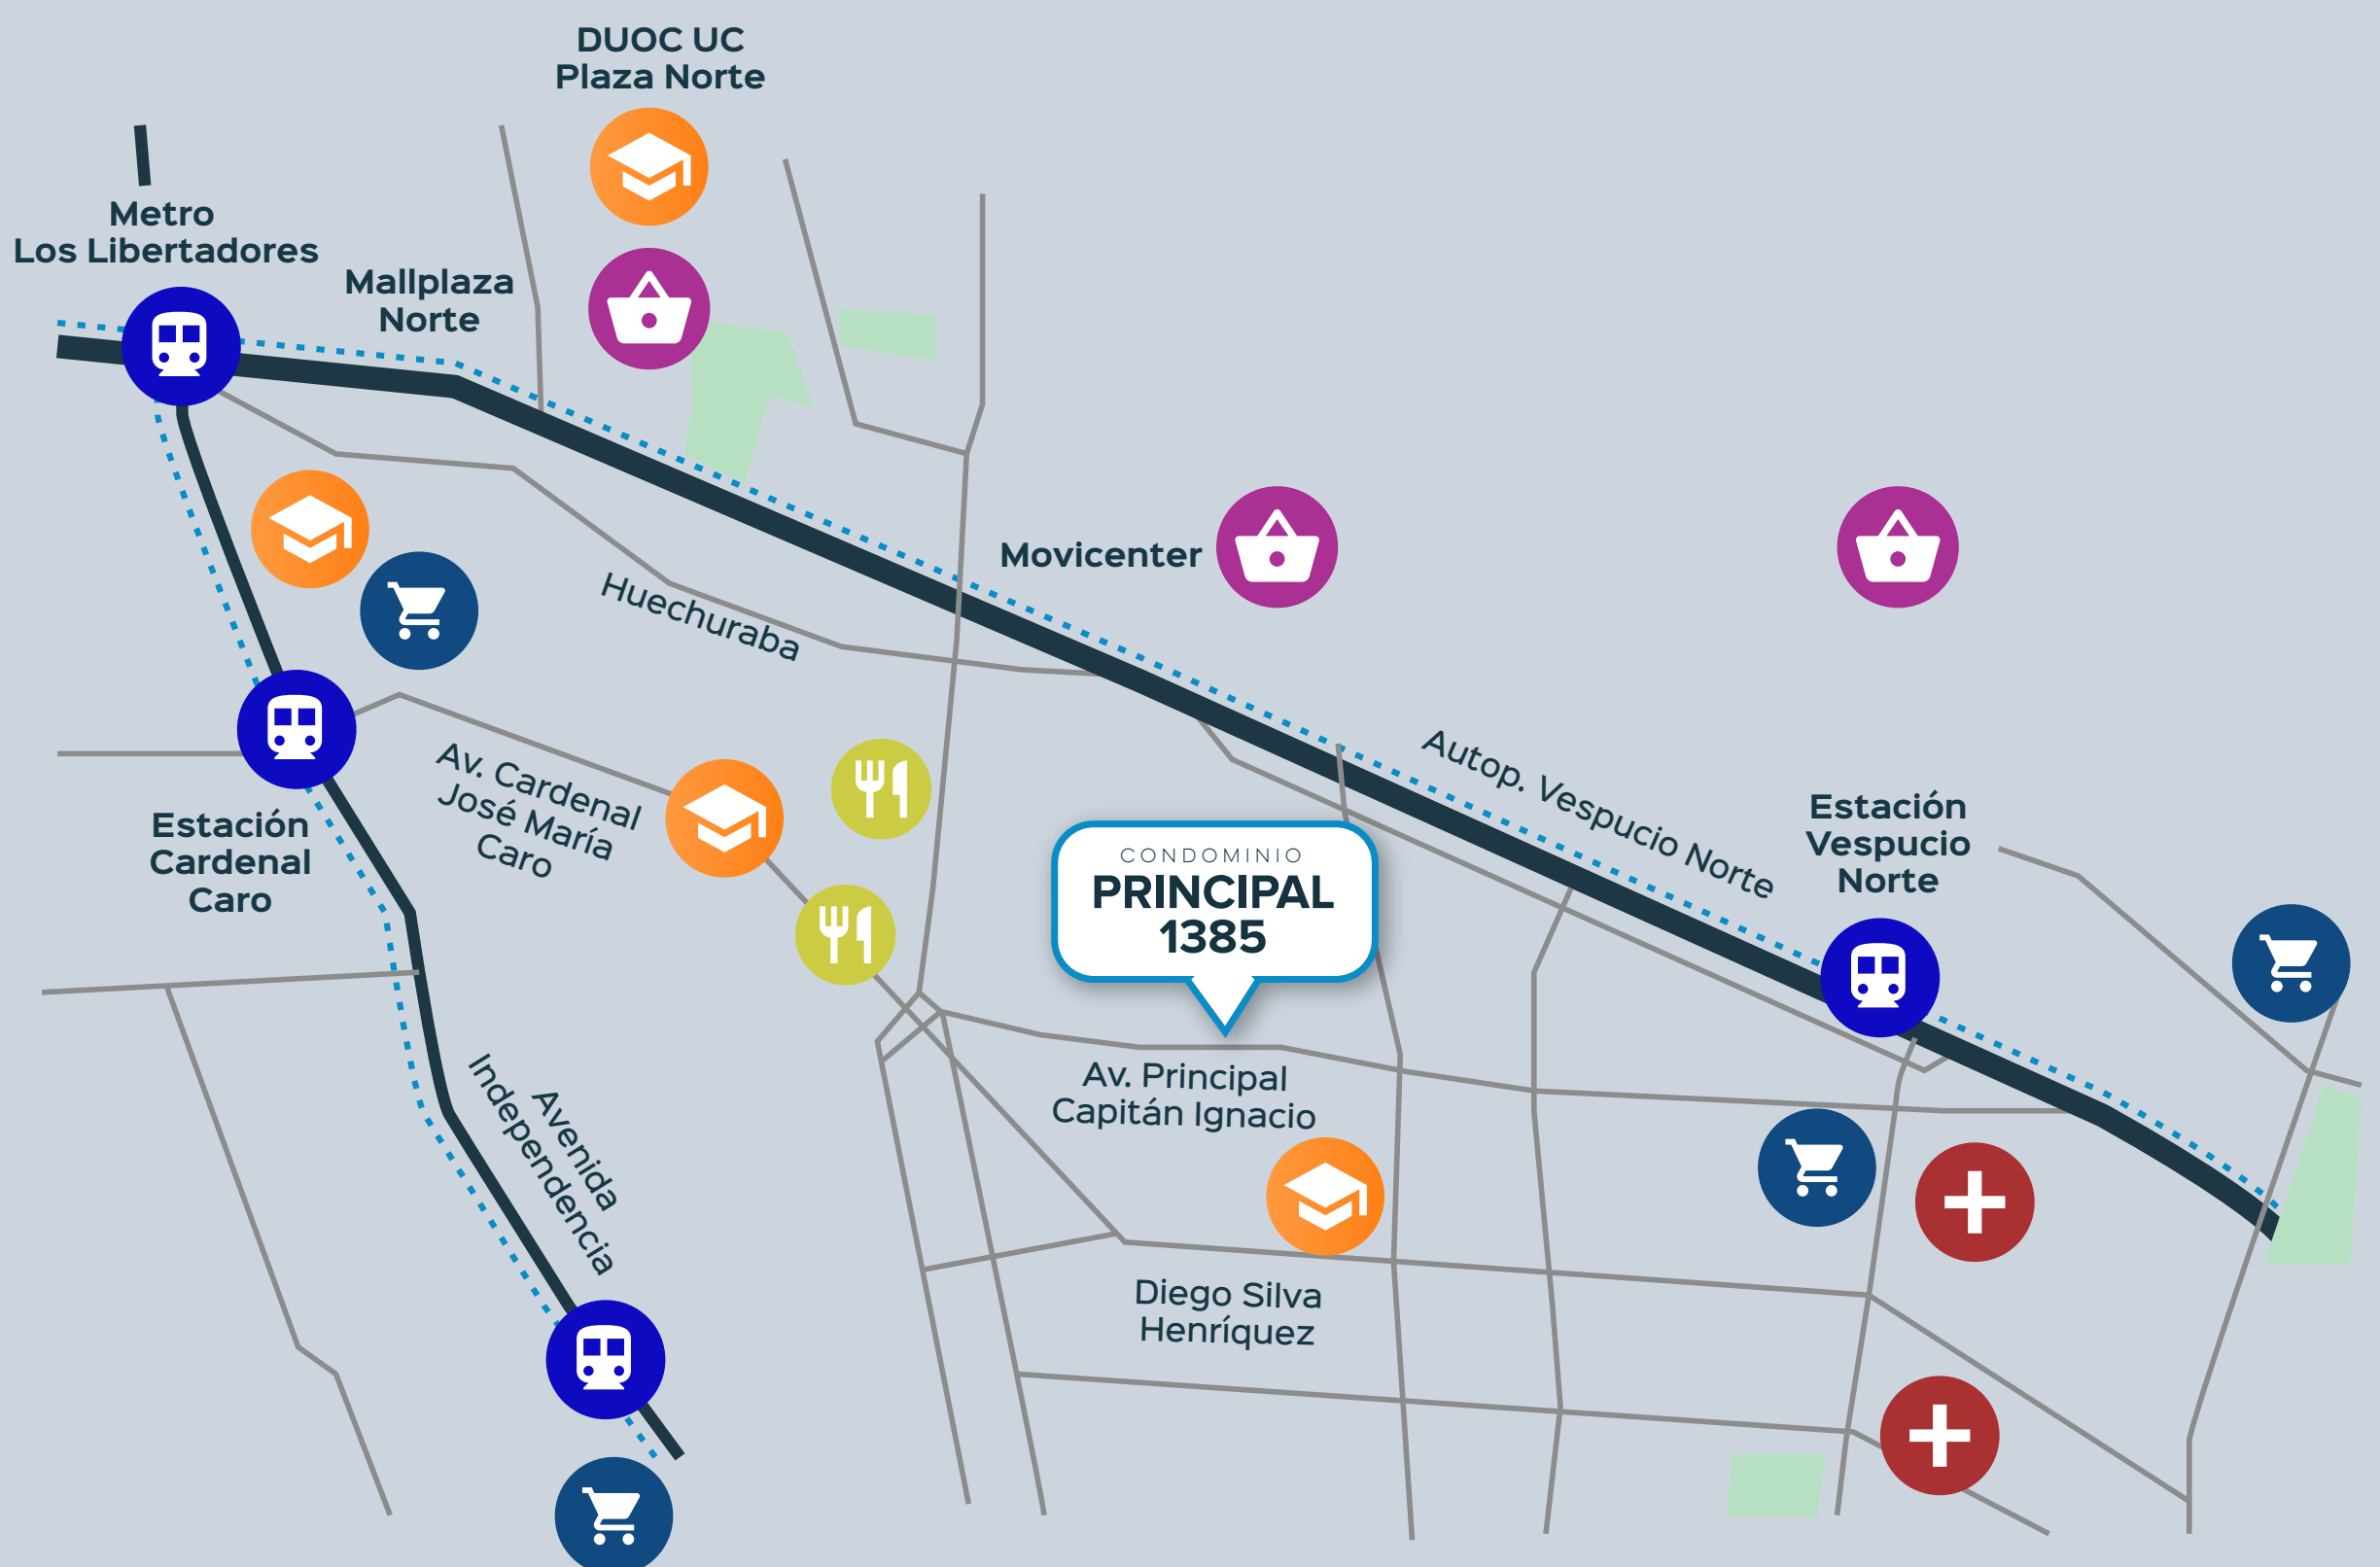 DUOC UC
Plaza Norte
Metro
Los Libertadores
Mallplaza
Norte
Movicenter
Huechuraba
Autop. Vespucio Norte
Av. Cardenal
José María
Caro
Estación
Cardenal
Caro
Estación
Vespucio
Norte
CONDOMINIO
PRINCIPAL
1385
Av. Principal
Capitán Ignacio
Avenida
Independencia
Diego Silva
Henríquez